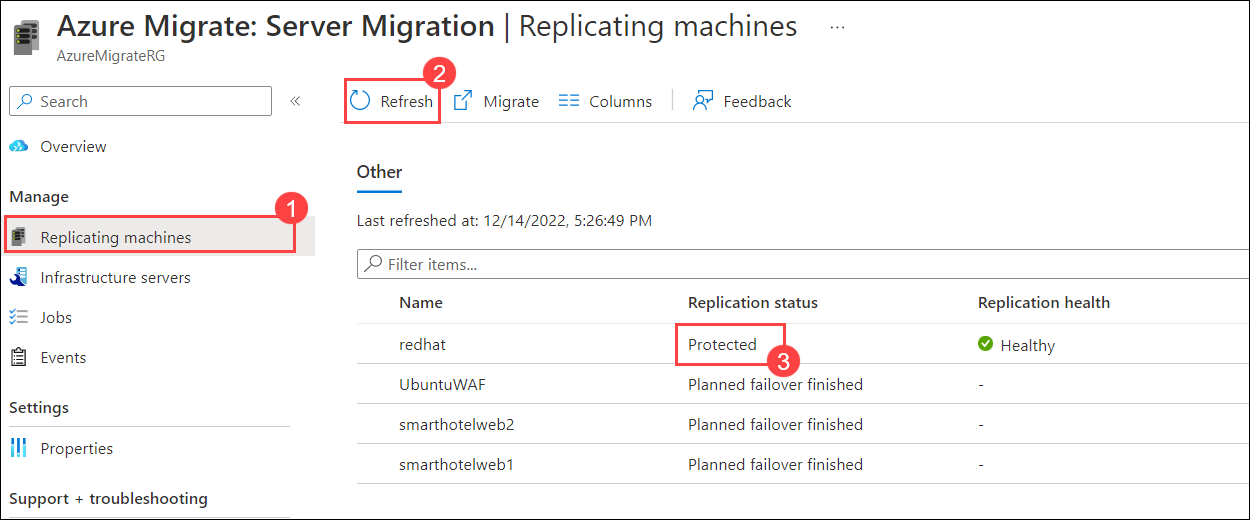 Azure Migrate: Server Migration | Replicating machines ...
AzureMigrateRG
Search «
Overview
Manage
1
Replicating machines
Infrastructure servers
Jobs
Events
Settings
Properties
Support + troubleshooting
2
Refresh Migrate Columns Feedback
Other
Last refreshed at: 12/14/2022, 5:26:49 PM
Filter items...
Name Replication status Replication health
redhat Protected Healthy
3
UbuntuWAF Planned failover finished -
smarthotelweb2 Planned failover finished -
smarthotelweb1 Planned failover finished -